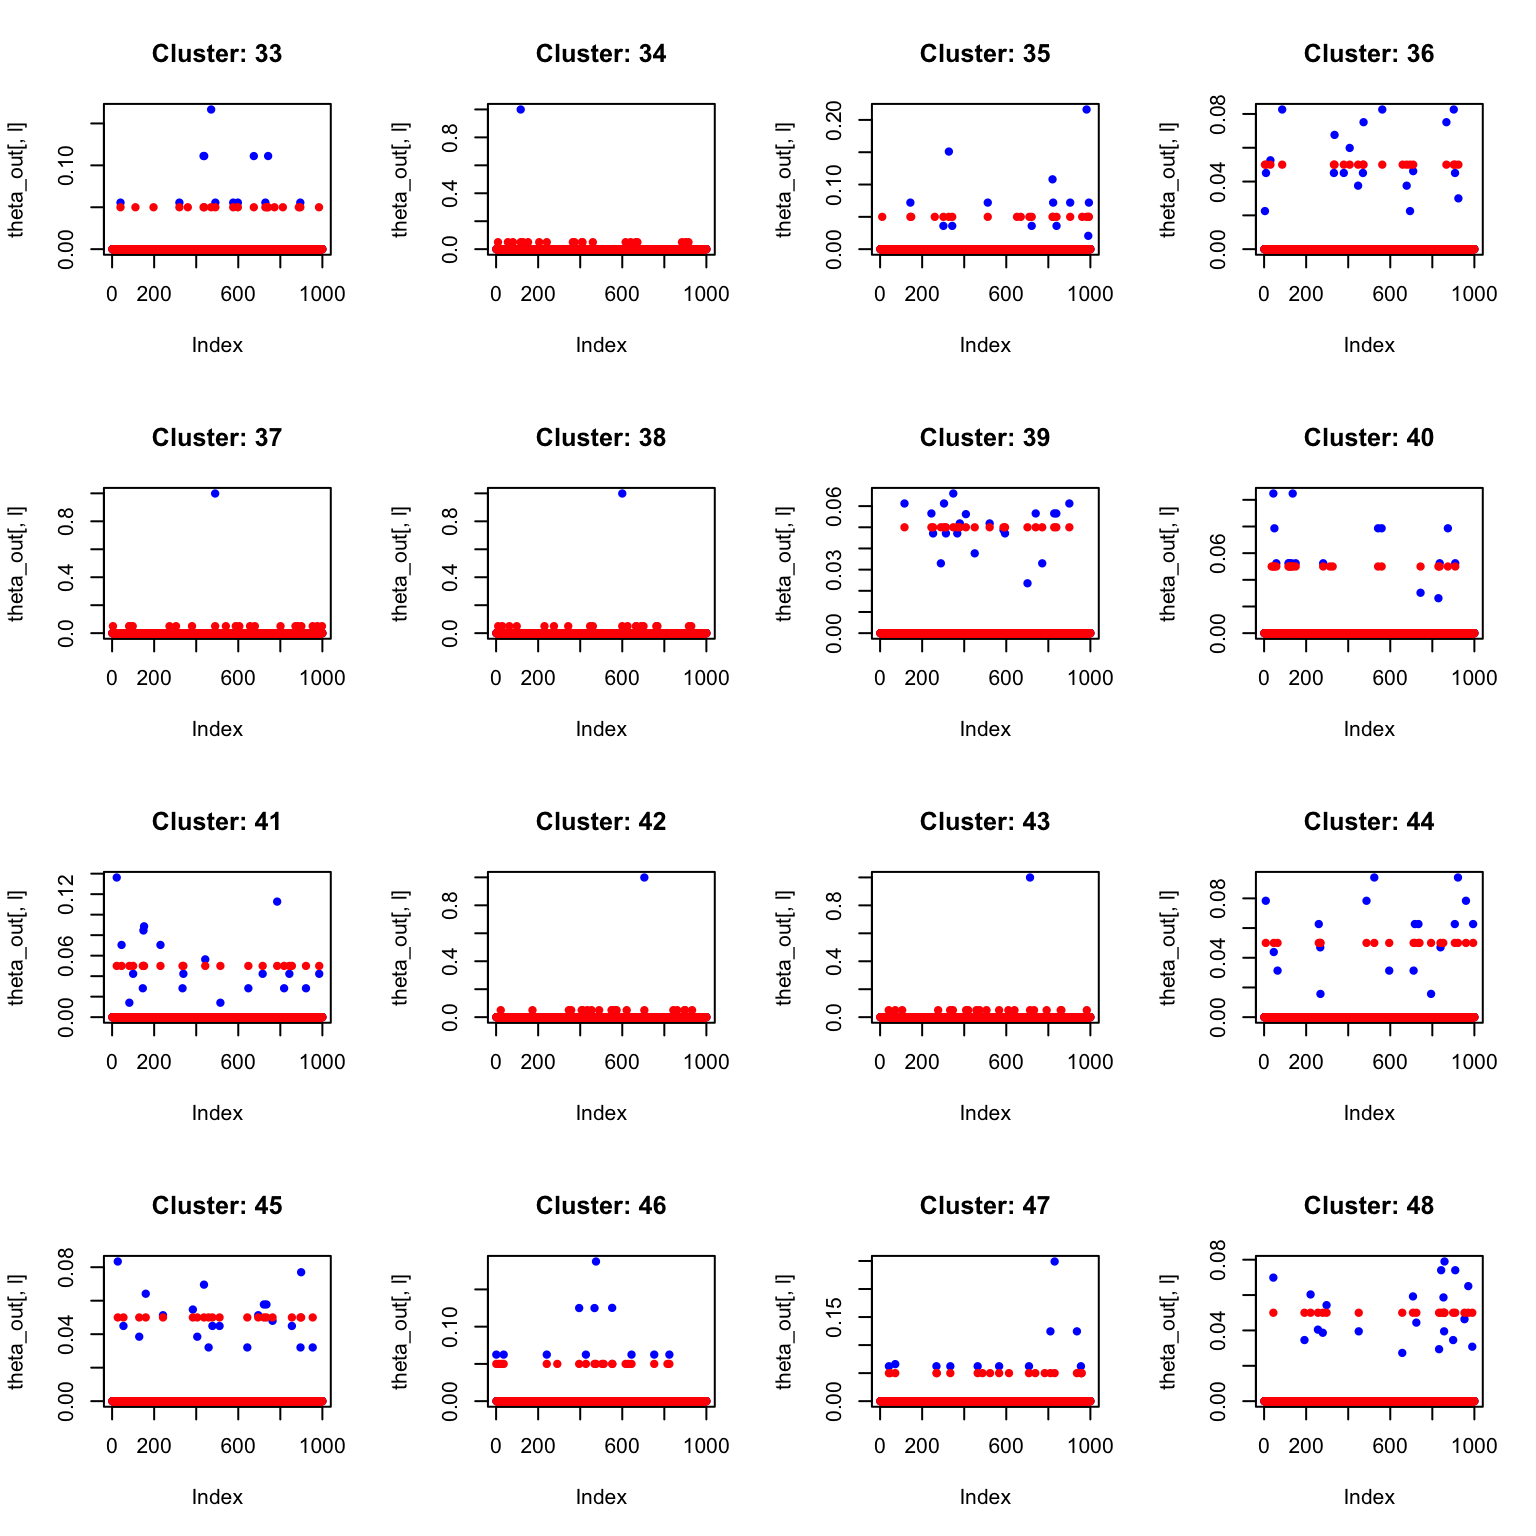 Cluster: 33
theta_out[, l]
0.00 0.10
0 200 600 1000
Index
Cluster: 34
theta_out[, l]
0.0 0.4 0.8
0 200 600 1000
Index
Cluster: 35
theta_out[, l]
0.00 0.10 0.20
0 200 600 1000
Index
Cluster: 36
theta_out[, l]
0.00 0.04 0.08
0 200 600 1000
Index
Cluster: 37
theta_out[, l]
0.0 0.4 0.8
0 200 600 1000
Index
Cluster: 38
theta_out[, l]
0.0 0.4 0.8
0 200 600 1000
Index
Cluster: 39
theta_out[, l]
0.00 0.03 0.06
0 200 600 1000
Index
Cluster: 40
theta_out[, l]
0.00 0.06
0 200 600 1000
Index
Cluster: 41
theta_out[, l]
0.00 0.06 0.12
0 200 600 1000
Index
Cluster: 42
theta_out[, l]
0.0 0.4 0.8
0 200 600 1000
Index
Cluster: 43
theta_out[, l]
0.0 0.4 0.8
0 200 600 1000
Index
Cluster: 44
theta_out[, l]
0.00 0.04 0.08
0 200 600 1000
Index
Cluster: 45
theta_out[, l]
0.00 0.04 0.08
0 200 600 1000
Index
Cluster: 46
theta_out[, l]
0.00 0.10
0 200 600 1000
Index
Cluster: 47
theta_out[, l]
0.00 0.15
0 200 600 1000
Index
Cluster: 48
theta_out[, l]
0.00 0.04 0.08
0 200 600 1000
Index